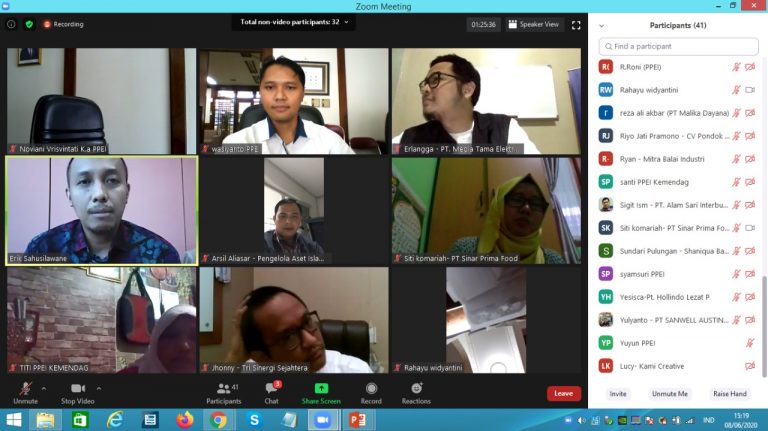 Zoom Meeting
Recording
Total non-video participants: 32
01:25:36
Speaker View
Noviani Vrisvintati K.a PPEI
wasiyanto PPE
Erlangga - PT. Media Tama Elektr...
Erik Sahusilawane
Arsil Aliasar - Pengelola Aset Isla...
Siti komariah- PT Sinar Prima Food
TITI PPEI KEMENDAG
Jhonny - Tri Sinergi Sejahtera
Rahayu widyantini
Unmute
Stop Video
41
Participants
3
Chat
Share Screen
Record
Reactions
Leave
Participants (41)
Find a participant
R( R.Roni (PPEI)
RW Rahayu widyantini
r reza ali akbar (PT Malika Dayana)
RJ Riyo Jati Pramono - CV Pondok ...
R- Ryan - Mitra Balai Industri
SP santi PPEI Kemendag
Sigit Ism - PT. Alam Sari Interbu...
SK Siti komariah- PT Sinar Prima Fo...
S Sundari Pulungan - Shaniqua Ba...
SP syamsuri PPEI
YH Yesisca-Pt. Hollindo Lezat P
Yulyanto - PT SANWELL AUSTIN...
YP Yuyun PPEI
LK Lucy- Kami Creative
Invite
Unmute Me
Raise Hand
IND
15:19
08/06/2020